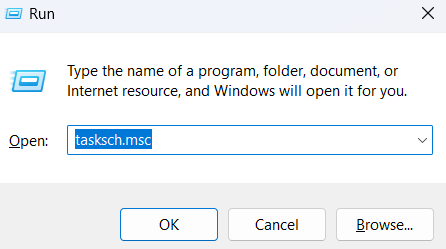 Run
Type the name of a program, folder, document, or
Internet resource, and Windows will open it for you.
Open: tasksch.msc
OK Cancel Browse...